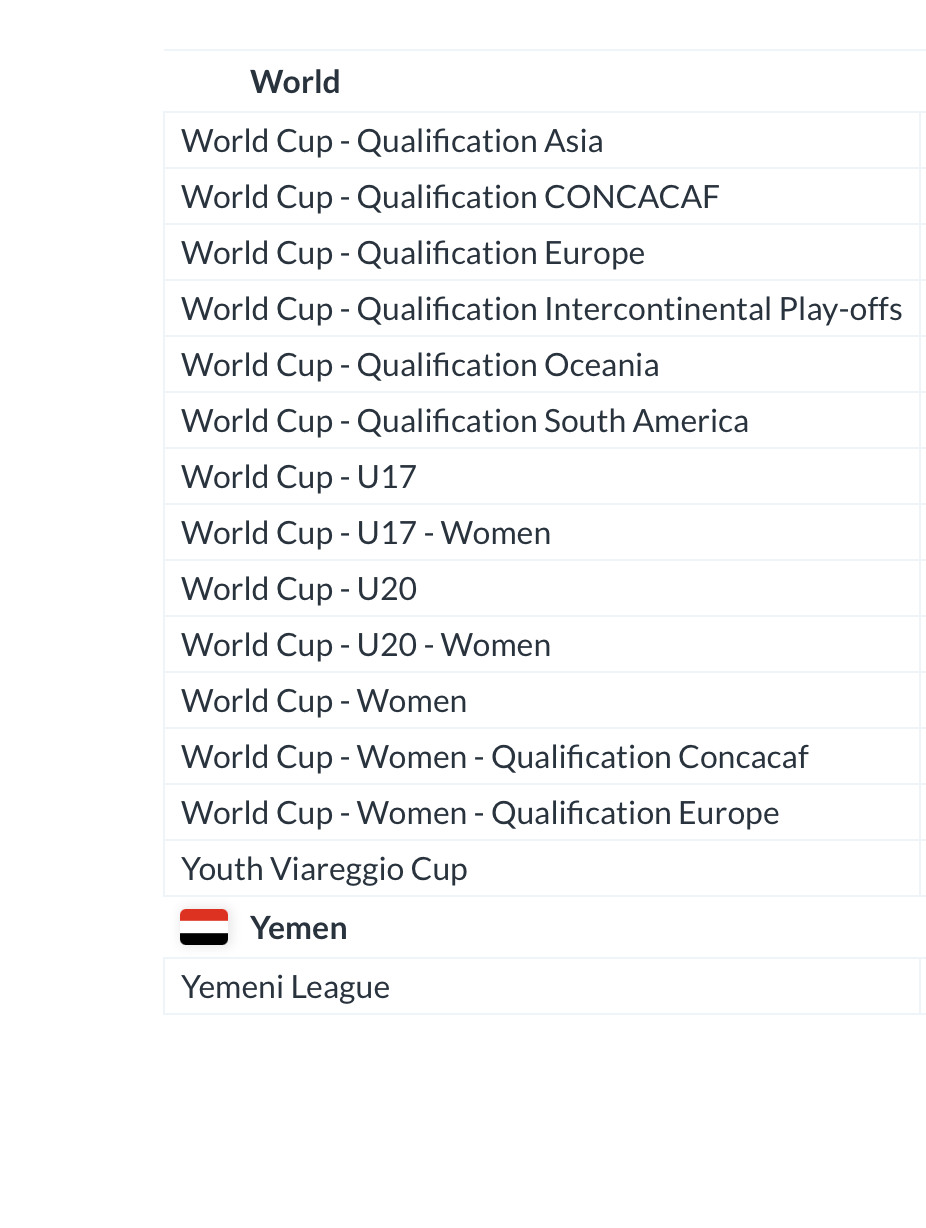 World
World Cup - Qualification Asia
World Cup - Qualification CONCACAF
World Cup - Qualification Europe
World Cup - Qualification Intercontinental Play-offs
World Cup - Qualification Oceania
World Cup - Qualification South America
World Cup - U17
World Cup - U17 - Women
World Cup - U20
World Cup - U20 - Women
World Cup - Women
World Cup - Women - Qualification Concacaf
World Cup - Women - Qualification Europe
Youth Viareggio Cup
Yemen
Yemeni League